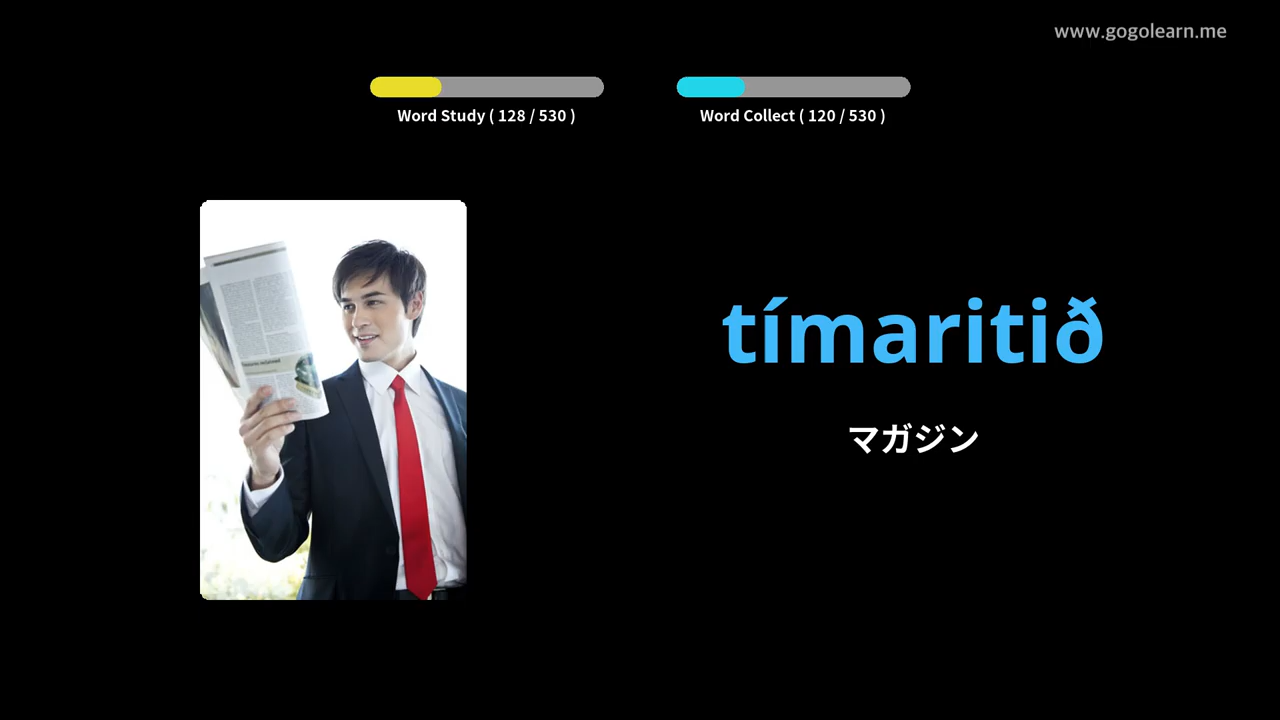 www.gogolearn.me
Word Study ( 128 / 530 )
Word Collect ( 120 / 530 )
tímaritið
マガジン